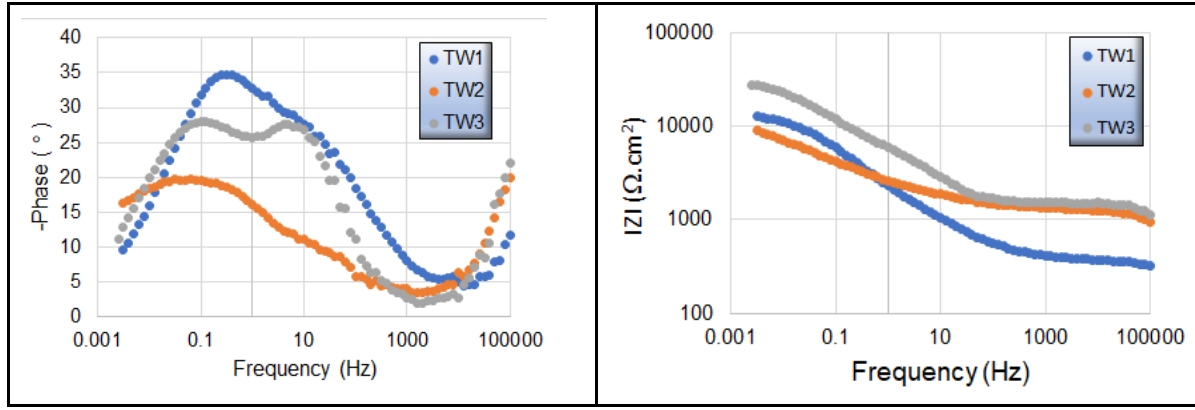 40
35
30
25
20
15
10
5
0
-Phase ( ° )
0.001 0.1 10 1000 100000
Frequency (Hz)
TW1
TW2
TW3
100000
10000
1000
100
IZI (Ω.cm²)
0.001 0.1 10 1000 100000
Frequency (Hz)
TW1
TW2
TW3